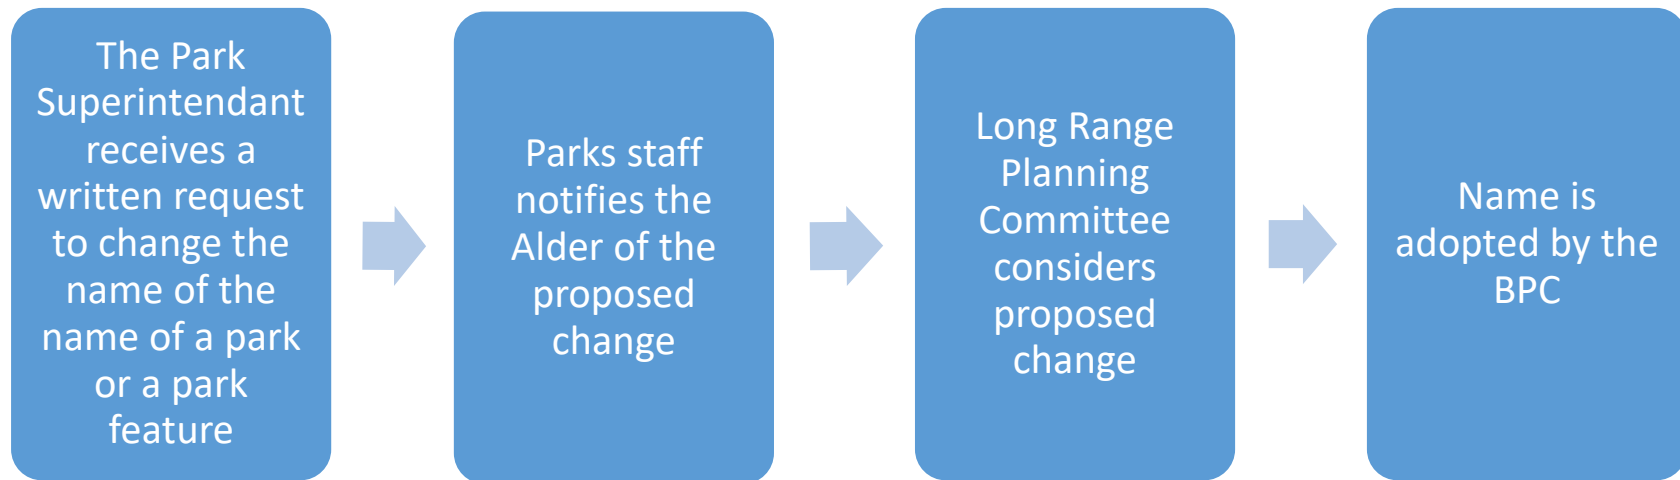 The Park
Superintendant
receives a
written request
to change the
name of the
name of a park
or a park
feature
Parks staff
notifies the
Alder of the
proposed
change
Long Range
Planning
Committee
considers
proposed
change
Name is
adopted by the
BPC